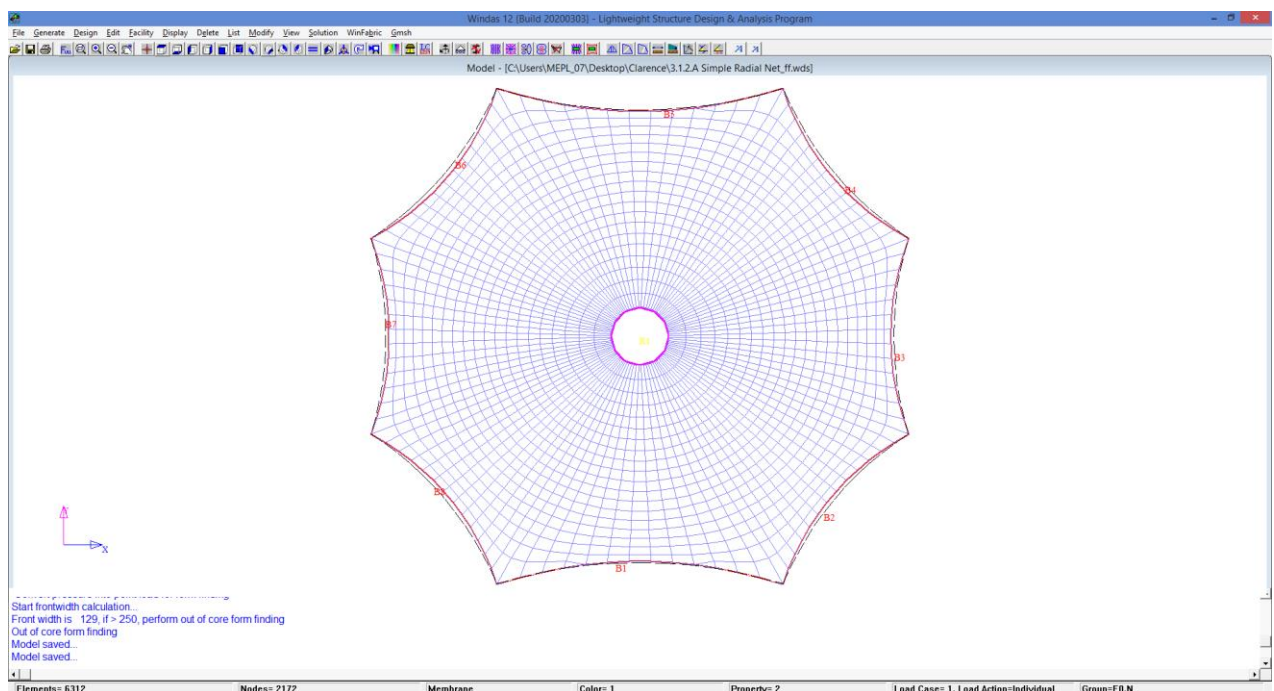 Windas 12 (Build 20200303) - Lightweight Structure Design & Analysis Program
File Generate Design Edit Facility Display Delete List Modify View Solution WinFabric Gmsh
Model - [C:\Users\MEPL_07\Desktop\Clarence\3.1.2.A Simple Radial Net_ff.wds]
B5
B6
B4
B7
B3
B8
B2
B1
Y
X
Start frontwidth calculation...
Front width is 129, if > 250, perform out of core form finding
Out of core form finding
Model saved...
Model saved...
Elements= 6312 Nodes= 2172 Membrane Color= 1 Property= 2 Load Case= 1, Load Action=Individual Group=F0LN